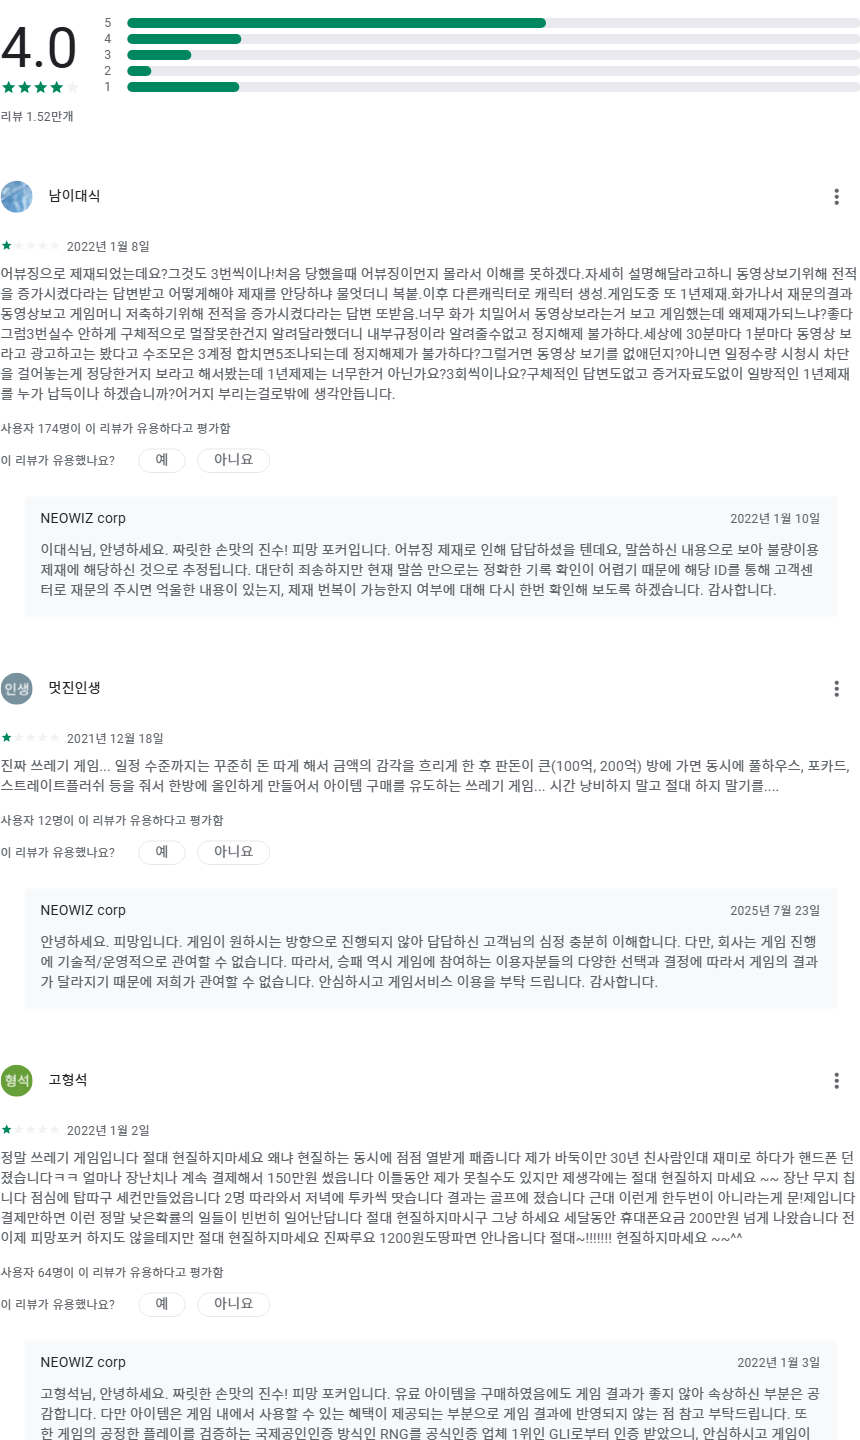 4.0
5
4
3
2
1
리뷰 1.52만개
남이대식
2022년 1월 8일
어뷰징으로 제재되었는데요?그것도 3번씩이나!처음 당했을때 어뷰징이먼지 몰라서 이해를 못하겠다.자세히 설명해달라고하니 동영상보기위해 전적
을 증가시켰다라는 답변받고 어떻게해야 제재를 안당하냐 물엇더니 복붙.이후 다른캐릭터로 캐릭터 생성.게임도중 또 1년제재.화가나서 재문의결과
동영상보고 게임머니 저축하기위해 전적을 증가시켰다라는 답변 또받음.너무 화가 치밀어서 동영상보라는거 보고 게임했는데 왜제재가되느냐?좋다
그럼3번실수 안하게 구체적으로 멀잘못한건지 알려달라했더니 내부규정이라 알려줄수없고 정지해제 불가하다.세상에 30분마다 1분마다 동영상 보
라고 광고하고는 봤다고 수조모은 3계정 합치면5조나되는데 정지해제가 불가하다?그럴거면 동영상 보기를 없애던지?아니면 일정수량 시청시 차단
을 걸어놓는게 정당한거지 보라고 해서봤는데 1년제제는 너무한거 아닌가요?3회씩이나요?구체적인 답변도없고 증거자료도없이 일방적인 1년제재
를 누가 납득이나 하겠습니까?어거지 부리는걸로밖에 생각안듭니다.
사용자 174명이 이 리뷰가 유용하다고 평가함
이 리뷰가 유용했나요?
예
아니요
NEOWIZ corp
2022년 1월 10일
이대식님, 안녕하세요. 짜릿한 손맛의 진수! 피망 포커입니다. 어뷰징 제재로 인해 답답하셨을 텐데요, 말씀하신 내용으로 보아 불량이용
제재에 해당하신 것으로 추정됩니다. 대단히 죄송하지만 현재 말씀 만으로는 정확한 기록 확인이 어렵기 때문에 해당 ID를 통해 고객센
터로 재문의 주시면 억울한 내용이 있는지, 제재 번복이 가능한지 여부에 대해 다시 한번 확인해 보도록 하겠습니다. 감사합니다.
인생
멋진인생
2021년 12월 18일
진짜 쓰레기 게임... 일정 수준까지는 꾸준히 돈 따게 해서 금액의 감각을 흐리게 한 후 판돈이 큰(100억, 200억) 방에 가면 동시에 풀하우스, 포카드,
스트레이트플러쉬 등을 줘서 한방에 올인하게 만들어서 아이템 구매를 유도하는 쓰레기 게임... 시간 낭비하지 말고 절대 하지 말기를....
사용자 12명이 이 리뷰가 유용하다고 평가함
이 리뷰가 유용했나요?
예
아니요
NEOWIZ corp
2025년 7월 23일
안녕하세요. 피망입니다. 게임이 원하시는 방향으로 진행되지 않아 답답하신 고객님의 심정 충분히 이해합니다. 다만, 회사는 게임 진행
에 기술적/운영적으로 관여할 수 없습니다. 따라서, 승패 역시 게임에 참여하는 이용자분들의 다양한 선택과 결정에 따라서 게임의 결과
가 달라지기 때문에 저희가 관여할 수 없습니다. 안심하시고 게임서비스 이용을 부탁 드립니다. 감사합니다.
형석
고형석
2022년 1월 2일
정말 쓰레기 게임입니다 절대 현질하지마세요 왜냐 현질하는 동시에 점점 열받게 패줍니다 제가 바둑이만 30년 친사람인대 재미로 하다가 핸드폰 던
졌습니다ㅋㅋ 얼마나 장난치나 계속 결제해서 150만원 썼읍니다 이틀동안 제가 못칠수도 있지만 제생각에는 절대 현질하지 마세요 ~~ 장난 무지 칩
니다 점심에 탑따구 세컨만들었읍니다 2명 따라와서 저녁에 투카씩 땃습니다 결과는 골프에 졌습니다 근대 이런게 한두번이 아니라는게 문!제입니다
결제만하면 이런 정말 낮은확률의 일들이 빈번히 일어난답니다 절대 현질하지마시구 그냥 하세요 세달동안 휴대폰요금 200만원 넘게 나왔습니다 전
이제 피망포커 하지도 않을테지만 절대 현질하지마세요 진짜루요 1200원도땅파면 안나옵니다 절대~!!!!!!! 현질하지마세요 ~~^^
사용자 64명이 이 리뷰가 유용하다고 평가함
이 리뷰가 유용했나요?
예
아니요
NEOWIZ corp
2022년 1월 3일
고형석님, 안녕하세요. 짜릿한 손맛의 진수! 피망 포커입니다. 유료 아이템을 구매하였음에도 게임 결과가 좋지 않아 속상하신 부분은 공
감합니다. 다만 아이템은 게임 내에서 사용할 수 있는 혜택이 제공되는 부분으로 게임 결과에 반영되지 않는 점 참고 부탁드립니다. 또
한 게임의 공정한 플레이를 검증하는 국제공인인증 방식인 RNG를 공식인증 업체 1위인 GLI로부터 인증 받았으니, 안심하시고 게임이